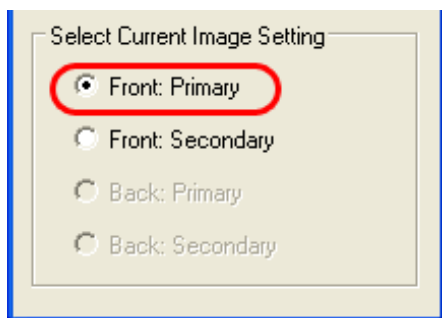 Select Current Image Setting
Front: Primary
Front: Secondary
Back: Primary
Back: Secondary